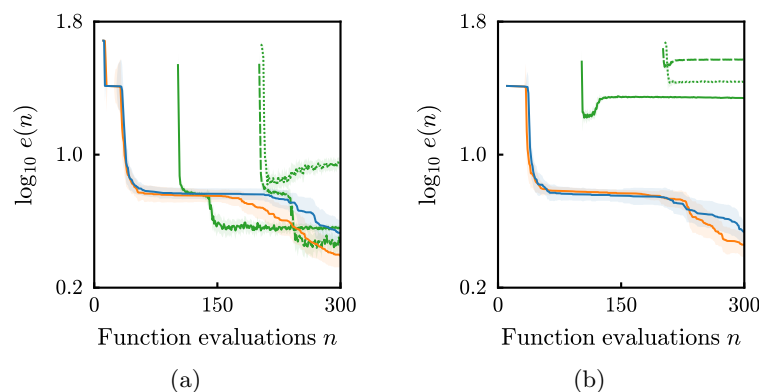 1.8
1.0
0.2
log₁₀ e(n)
0 150 300
Function evaluations n
(a)
1.8
1.0
0.2
log₁₀ e(n)
0 150 300
Function evaluations n
(b)